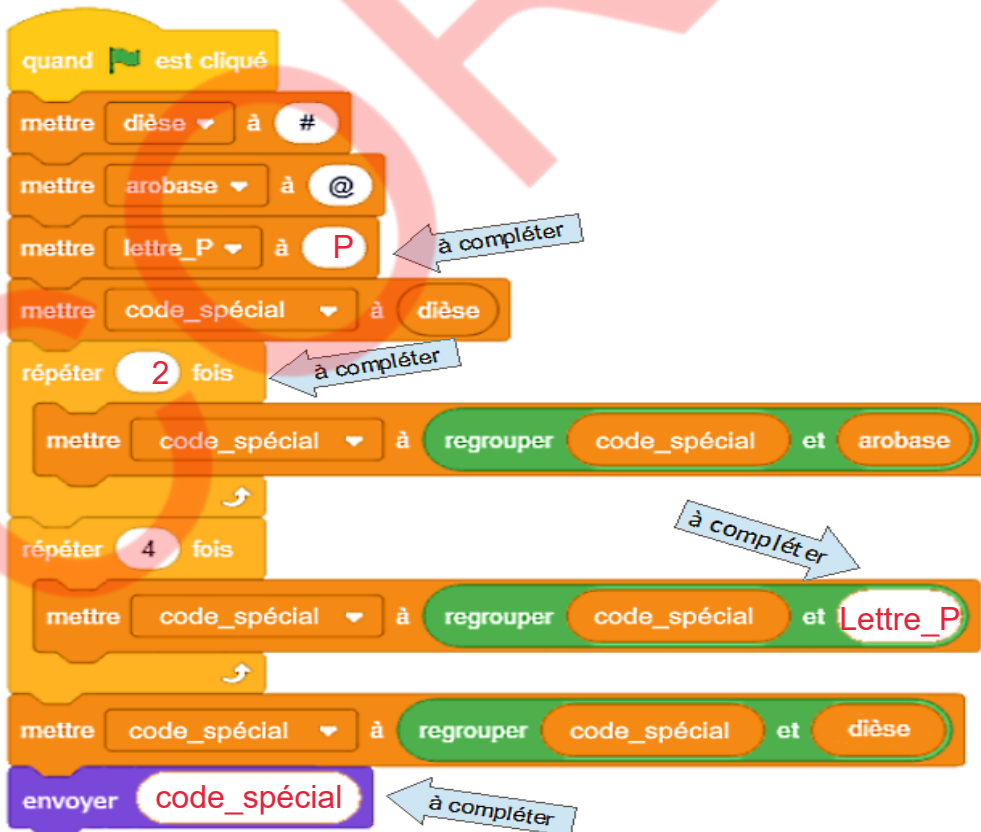 quand est cliqué
mettre dièse à #
mettre arobase à @
mettre lettre_P à P
à compléter
mettre code_spécial à dièse
répéter 2 fois
à compléter
mettre code_spécial à regrouper code_spécial et arobase
répéter 4 fois
à compléter
mettre code_spécial à regrouper code_spécial et Lettre_P
mettre code_spécial à regrouper code_spécial et dièse
envoyer code_spécial
à compléter